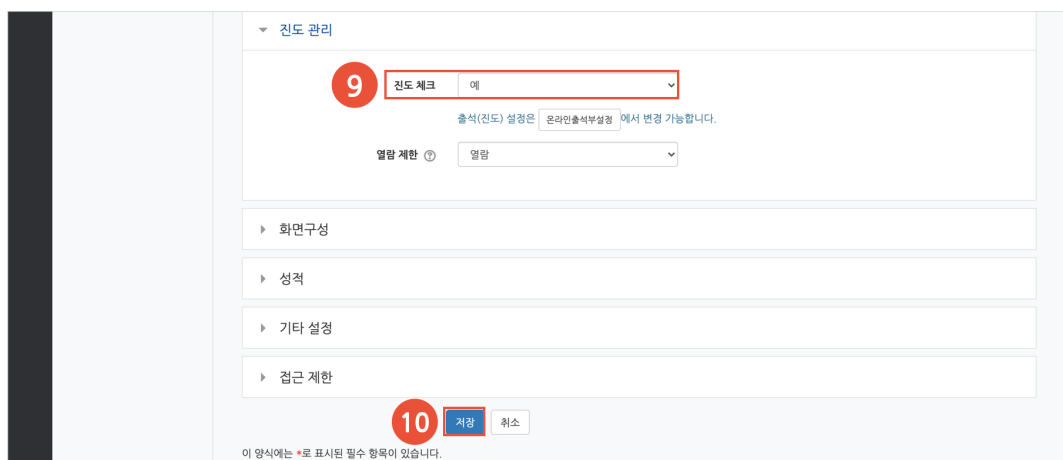 진도 관리
9 진도 체크 예
출석(진도) 설정은 온라인출석부설정 에서 변경 가능합니다.
열람 제한 ? 열람
화면구성
성적
기타 설정
접근 제한
10 저장 취소
이 양식에는 *로 표시된 필수 항목이 있습니다.